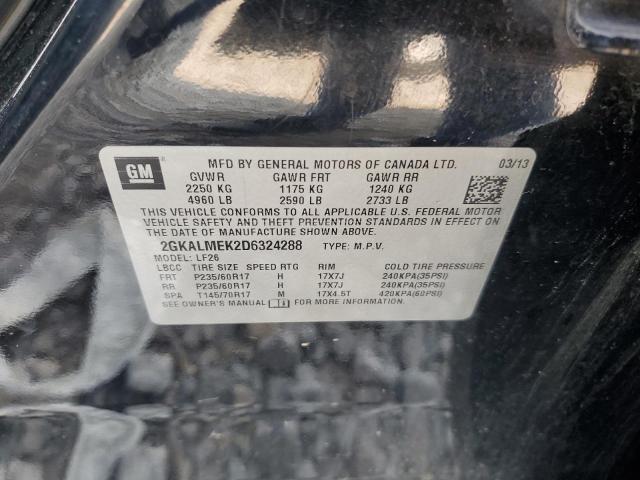 GM
MFD BY GENERAL MOTORS OF CANADA LTD. 03/13
GVWR GAWR FRT GAWR RR
2250 KG 1175 KG 1240 KG
4960 LB 2590 LB 2733 LB
THIS VEHICLE CONFORMS TO ALL APPLICABLE U.S. FEDERAL MOTOR
VEHICLE SAFETY AND THEFT PREVENTION STANDARDS IN EFFECT ON
THE DATE OF MANUFACTURE SHOWN ABOVE.
2GKALMEK2D6324288 TYPE: M.P.V.
MODEL: LF26
LBCC TIRE SIZE SPEED RTG RIM COLD TIRE PRESSURE
FRT P235/60R17 H 17X7J 240KPA(35PSI)
RR P235/60R17 H 17X7J 240KPA(35PSI)
SPA T145/70R17 M 17X4.5T 420KPA(60PSI)
SEE OWNER'S MANUAL FOR MORE INFORMATION.